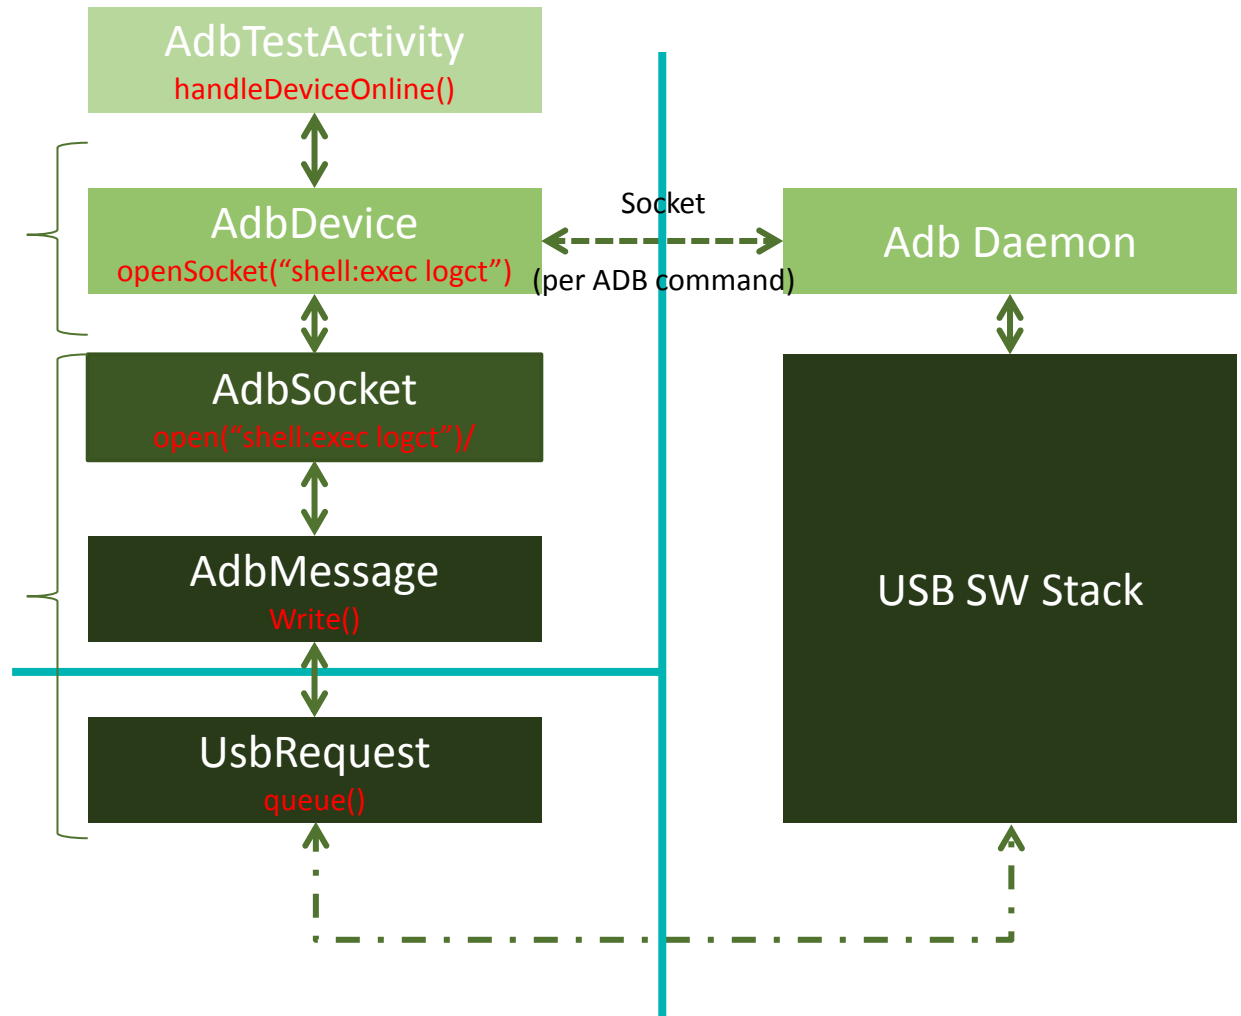 AdbTestActivity
handleDeviceOnline()
AdbDevice
openSocket(“shell:exec logct”)
Socket
(per ADB command)
Adb Daemon
AdbSocket
open(“shell:exec logct”)/
AdbMessage
Write()
USB SW Stack
UsbRequest
queue()